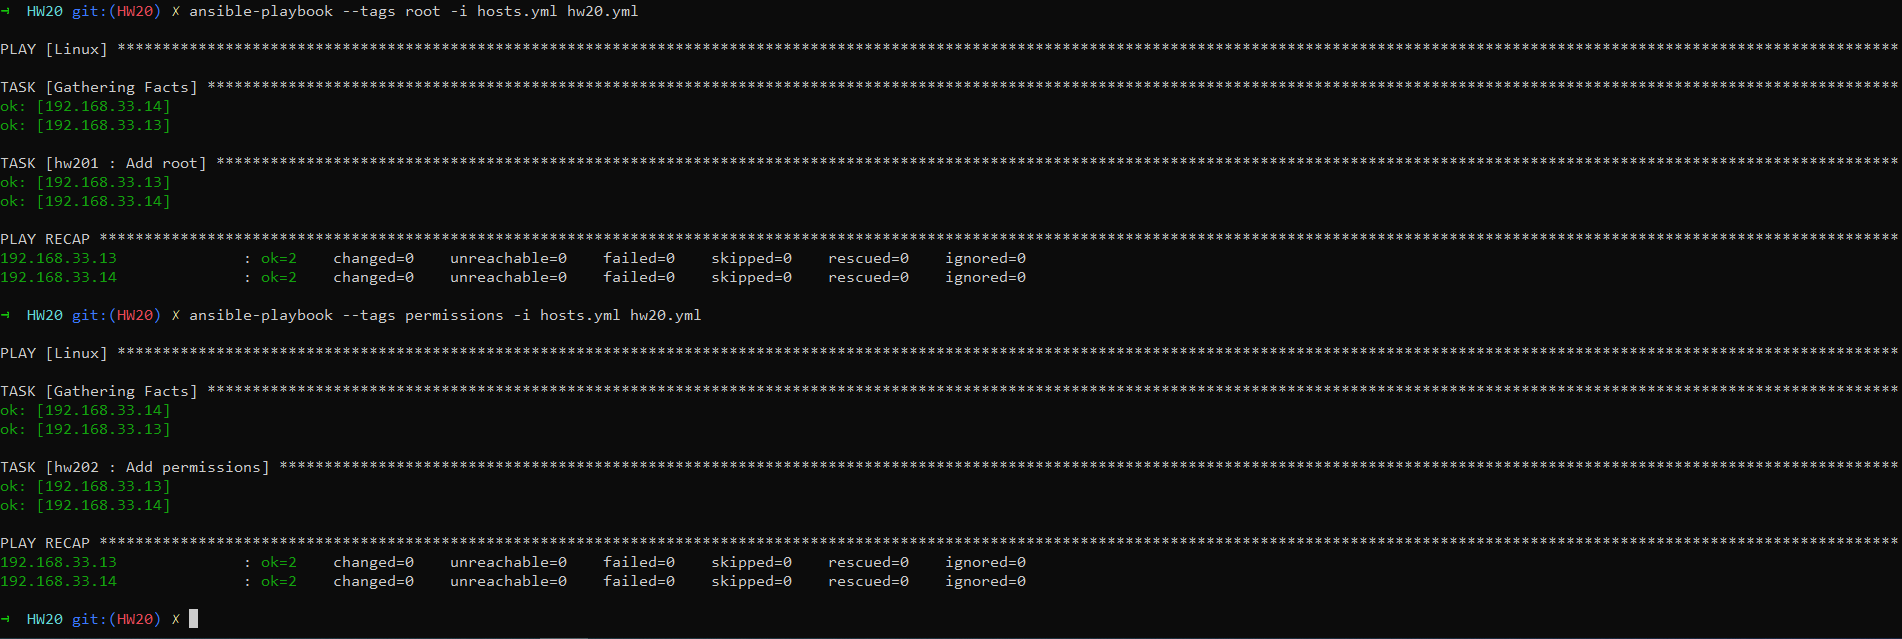 → HW20 git:(HW20) ✗ ansible-playbook --tags root -i hosts.yml hw20.yml
PLAY [Linux] ****************************************************************************************************************************************************************************************************
TASK [Gathering Facts] ********************************************************************************************************************************************************************************************
ok: [192.168.33.14]
ok: [192.168.33.13]
TASK [hw201 : Add root] *******************************************************************************************************************************************************************************************
ok: [192.168.33.13]
ok: [192.168.33.14]
PLAY RECAP ********************************************************************************************************************************************************************************************************
192.168.33.13              : ok=2    changed=0    unreachable=0    failed=0    skipped=0    rescued=0    ignored=0
192.168.33.14              : ok=2    changed=0    unreachable=0    failed=0    skipped=0    rescued=0    ignored=0
→ HW20 git:(HW20) ✗ ansible-playbook --tags permissions -i hosts.yml hw20.yml
PLAY [Linux] ****************************************************************************************************************************************************************************************************
TASK [Gathering Facts] ********************************************************************************************************************************************************************************************
ok: [192.168.33.14]
ok: [192.168.33.13]
TASK [hw202 : Add permissions] ************************************************************************************************************************************************************************************
ok: [192.168.33.13]
ok: [192.168.33.14]
PLAY RECAP ********************************************************************************************************************************************************************************************************
192.168.33.13              : ok=2    changed=0    unreachable=0    failed=0    skipped=0    rescued=0    ignored=0
192.168.33.14              : ok=2    changed=0    unreachable=0    failed=0    skipped=0    rescued=0    ignored=0
→ HW20 git:(HW20) ✗